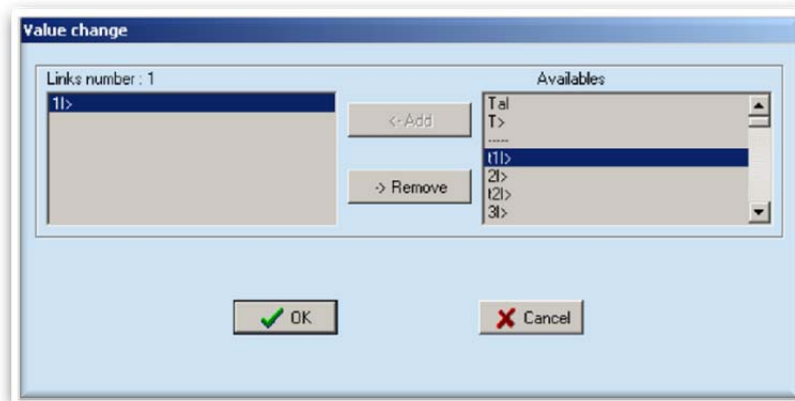 Value change
Links number : 1
Availables
1I>
<- Add
-> Remove
Tal
T>
-----
t1I>
2I>
t2I>
3I>
OK
Cancel